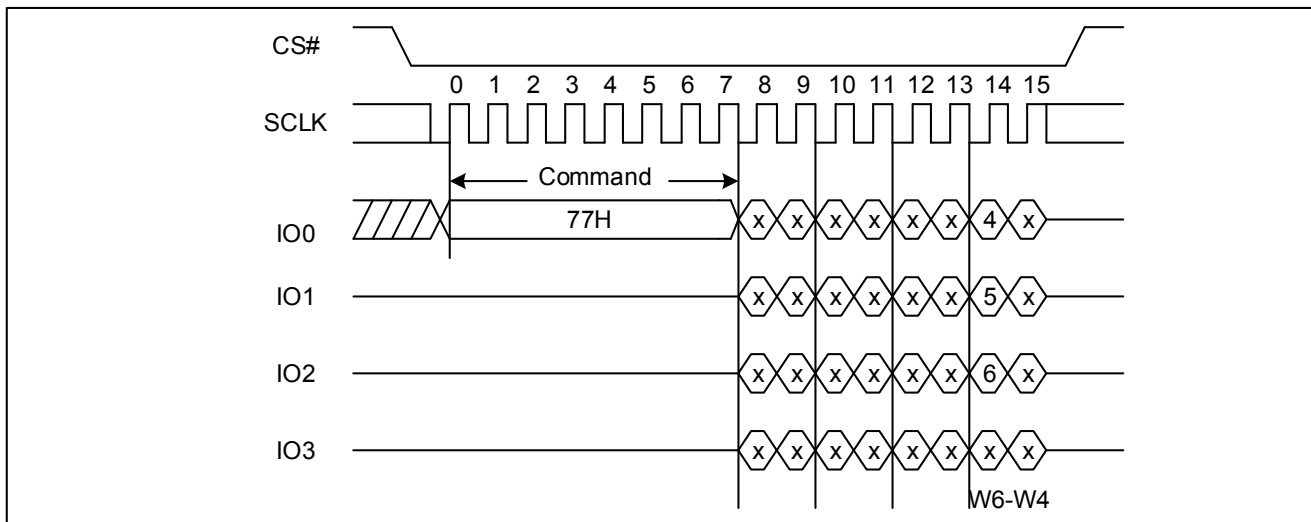 CS#
0 1 2 3 4 5 6 7 8 9 10 11 12 13 14 15
SCLK
Command
IO0 77H x x x x x x 4 x
IO1 x x x x x x 5 x
IO2 x x x x x x 6 x
IO3 x x x x x x x x
W6-W4